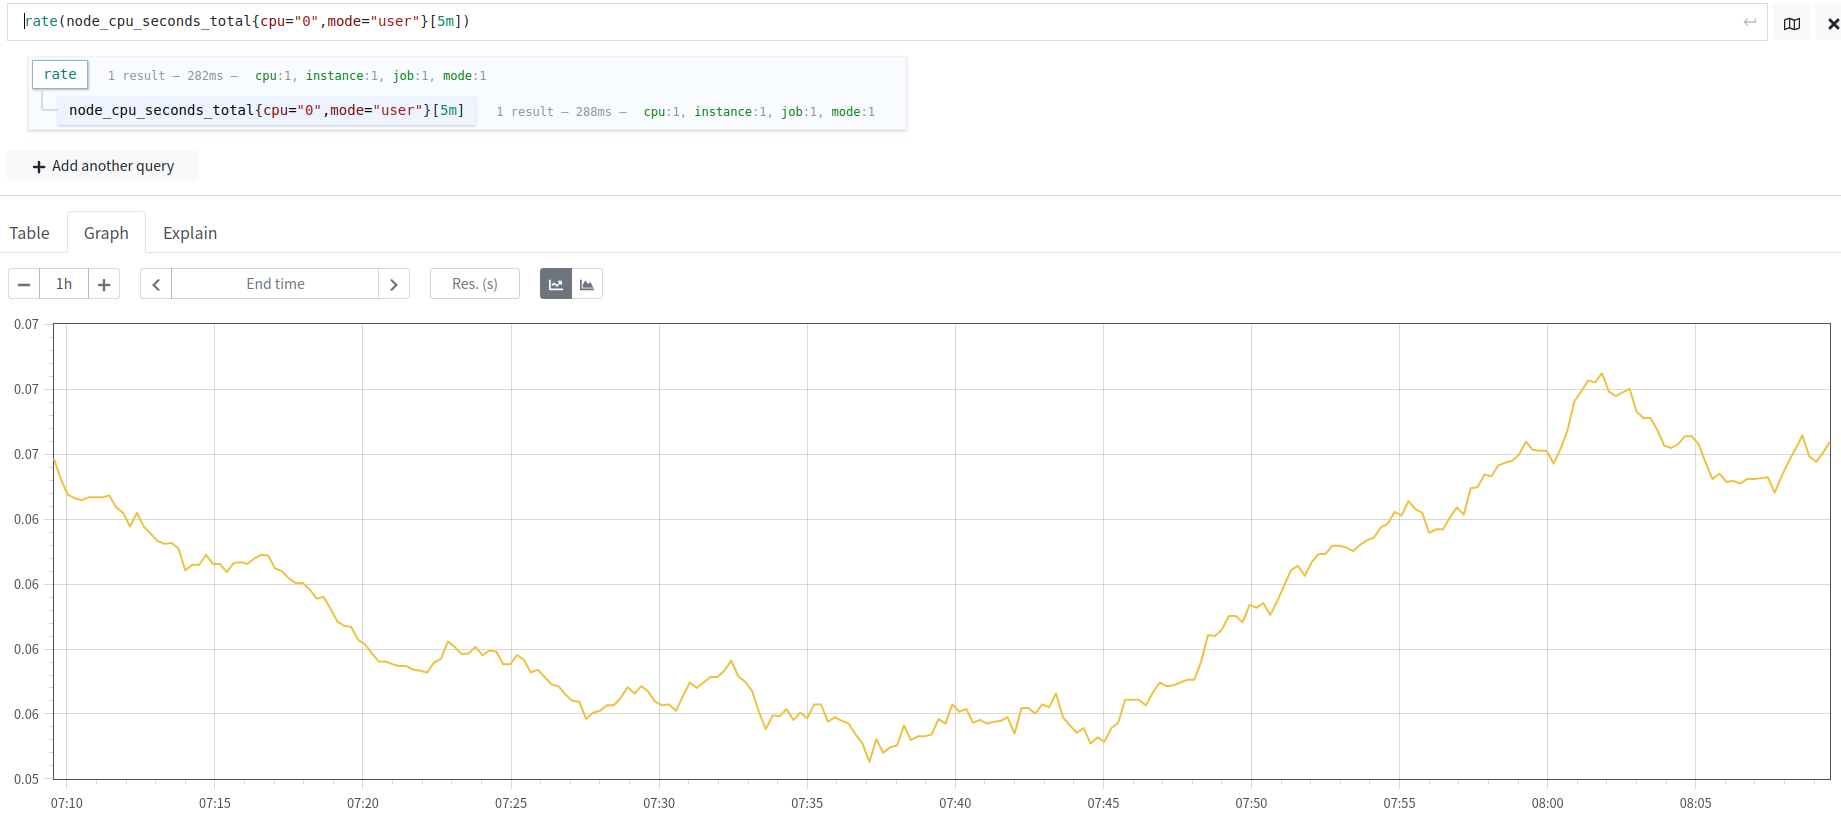 rate(node_cpu_seconds_total{cpu="0",mode="user"}[5m])
rate 1 result – 282ms – cpu:1, instance:1, job:1, mode:1
node_cpu_seconds_total{cpu="0",mode="user"}[5m] 1 result – 288ms – cpu:1, instance:1, job:1, mode:1
Add another query
Table Graph Explain
1h End time Res. (s)
0.07
0.07
0.07
0.06
0.06
0.06
0.06
0.05
07:10 07:15 07:20 07:25 07:30 07:35 07:40 07:45 07:50 07:55 08:00 08:05